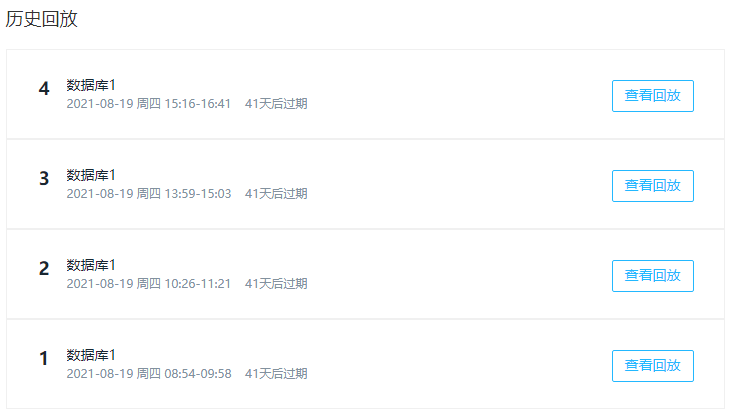 历史回放
4
数据库1
2021-08-19 周四 15:16-16:41 41天后过期
查看回放
3
数据库1
2021-08-19 周四 13:59-15:03 41天后过期
查看回放
2
数据库1
2021-08-19 周四 10:26-11:21 41天后过期
查看回放
1
数据库1
2021-08-19 周四 08:54-09:58 41天后过期
查看回放